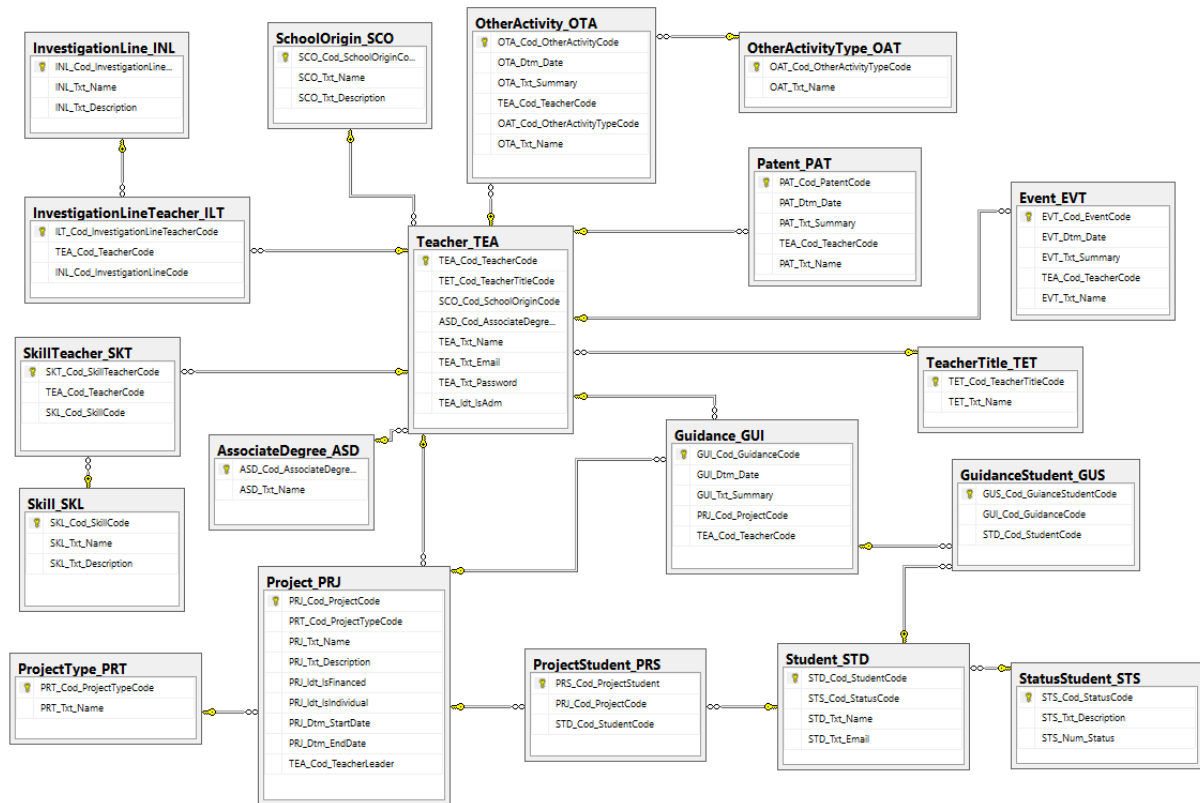 InvestigationLine_INL
INL_Cod_InvestigationLine...
INL_Txt_Name
INL_Txt_Description
SchoolOrigin_SCO
SCO_Cod_SchoolOriginCo...
SCO_Txt_Name
SCO_Txt_Description
OtherActivity_OTA
OTA_Cod_OtherActivityCode
OTA_Dtm_Date
OTA_Txt_Summary
TEA_Cod_TeacherCode
OAT_Cod_OtherActivityTypeCode
OTA_Txt_Name
OtherActivityType_OAT
OAT_Cod_OtherActivityTypeCode
OAT_Txt_Name
Patent_PAT
PAT_Cod_PatentCode
PAT_Dtm_Date
PAT_Txt_Summary
TEA_Cod_TeacherCode
PAT_Txt_Name
Event_EVT
EVT_Cod_EventCode
EVT_Dtm_Date
EVT_Txt_Summary
TEA_Cod_TeacherCode
EVT_Txt_Name
InvestigationLineTeacher_ILT
ILT_Cod_InvestigationLineTeacherCode
TEA_Cod_TeacherCode
INL_Cod_InvestigationLineCode
Teacher_TEA
TEA_Cod_TeacherCode
TET_Cod_TeacherTitleCode
SCO_Cod_SchoolOriginCode
ASD_Cod_AssociateDegre...
TEA_Txt_Name
TEA_Txt_Email
TEA_Txt_Password
TEA_Idt_IsAdm
SkillTeacher_SKT
SKT_Cod_SkillTeacherCode
TEA_Cod_TeacherCode
SKL_Cod_SkillCode
TeacherTitle_TET
TET_Cod_TeacherTitleCode
TET_Txt_Name
AssociateDegree_ASD
ASD_Cod_AssociateDegre...
ASD_Txt_Name
Guidance_GUI
GUI_Cod_GuidanceCode
GUI_Dtm_Date
GUI_Txt_Summary
PRJ_Cod_ProjectCode
TEA_Cod_TeacherCode
GuidanceStudent_GUS
GUS_Cod_GuianceStudentCode
GUI_Cod_GuidanceCode
STD_Cod_StudentCode
Skill_SKL
SKL_Cod_SkillCode
SKL_Txt_Name
SKL_Txt_Description
Project_PRJ
PRJ_Cod_ProjectCode
PRT_Cod_ProjectTypeCode
PRJ_Txt_Name
PRJ_Txt_Description
PRJ_Idt_IsFinanced
PRJ_Idt_IsIndividual
PRJ_Dtm_StartDate
PRJ_Dtm_EndDate
TEA_Cod_TeacherLeader
ProjectType_PRT
PRT_Cod_ProjectTypeCode
PRT_Txt_Name
ProjectStudent_PRS
PRS_Cod_ProjectStudent
PRJ_Cod_ProjectCode
STD_Cod_StudentCode
Student_STD
STD_Cod_StudentCode
STS_Cod_StatusCode
STD_Txt_Name
STD_Txt_Email
StatusStudent_STS
STS_Cod_StatusCode
STS_Txt_Description
STS_Num_Status